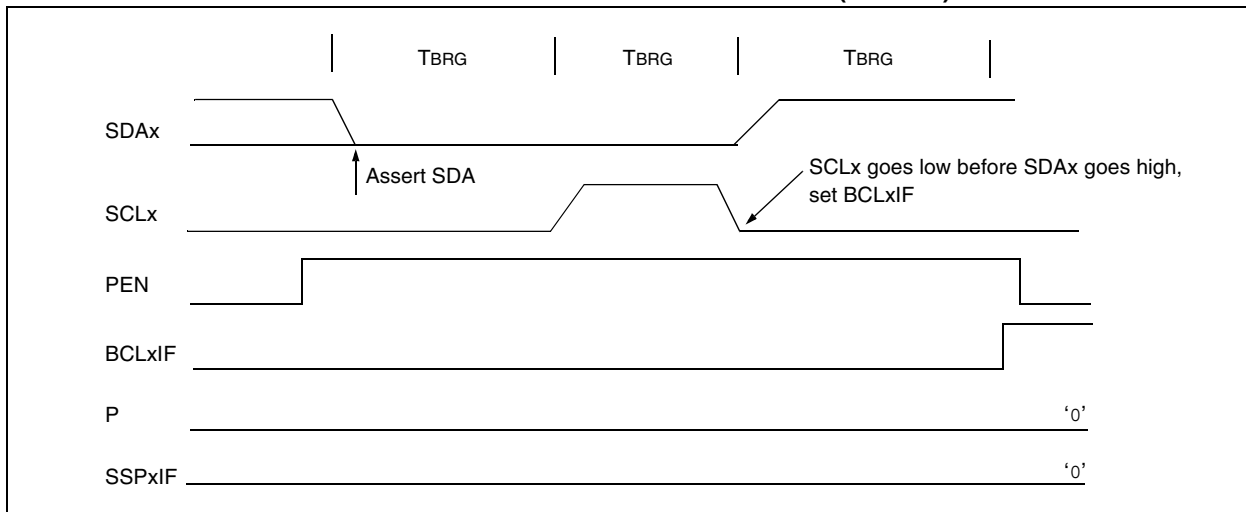 TBRG TBRG TBRG
SDAx
Assert SDA
SCLx goes low before SDAx goes high,
set BCLxIF
SCLx
PEN
BCLxIF
P ‘0’
SSPxIF ‘0’